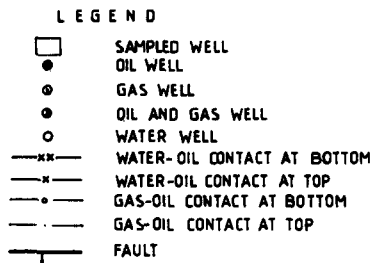 LEGEND
SAMPLED WELL
OIL WELL
GAS WELL
OIL AND GAS WELL
WATER WELL
WATER-OIL CONTACT AT BOTTOM
WATER-OIL CONTACT AT TOP
GAS-OIL CONTACT AT BOTTOM
GAS-OIL CONTACT AT TOP
FAULT